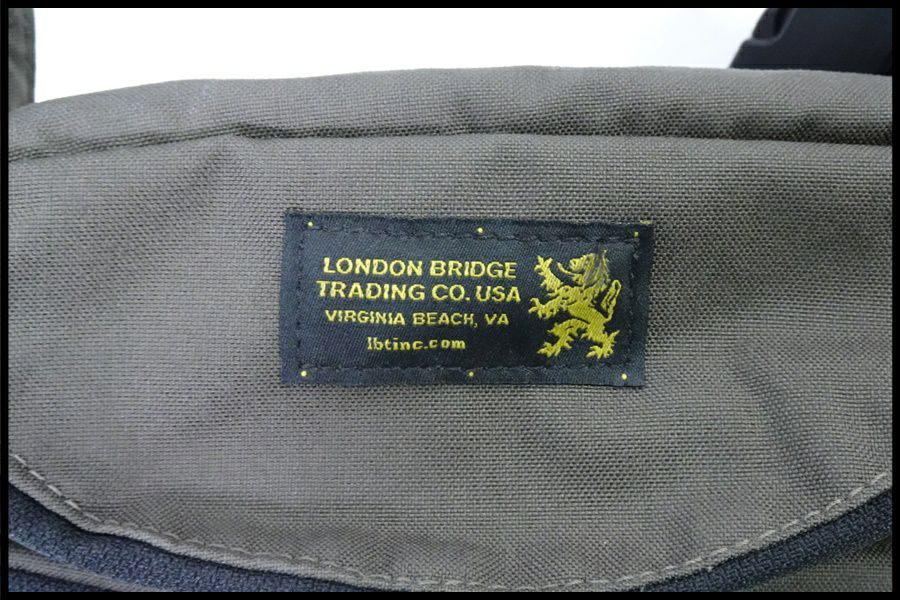 LONDON BRIDGE
TRADING CO. USA
VIRGINIA BEACH, VA
lbtinc.com